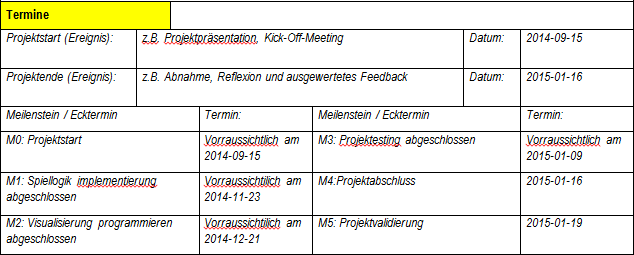 Termine
Projektstart (Ereignis): z.B. Projektpräsentation, Kick-Off-Meeting Datum: 2014-09-15
Projektende (Ereignis): z.B. Abnahme, Reflexion und ausgewertetes Feedback Datum: 2015-01-16
Meilenstein / Ecktermin Termin: Meilenstein / Ecktermin Termin:
M0: Projektstart Vorraussichtlich am M3: Projektesting abgeschlossen Vorraussichtlich am
2014-09-15 2015-01-09
M1: Spiellogik implementierung Vorraussichtlich am M4:Projektabschluss 2015-01-16
abgeschlossen 2014-11-23
M2: Visualisierung programmieren Vorraussichtlich am M5: Projektvalidierung 2015-01-19
abgeschlossen 2014-12-21